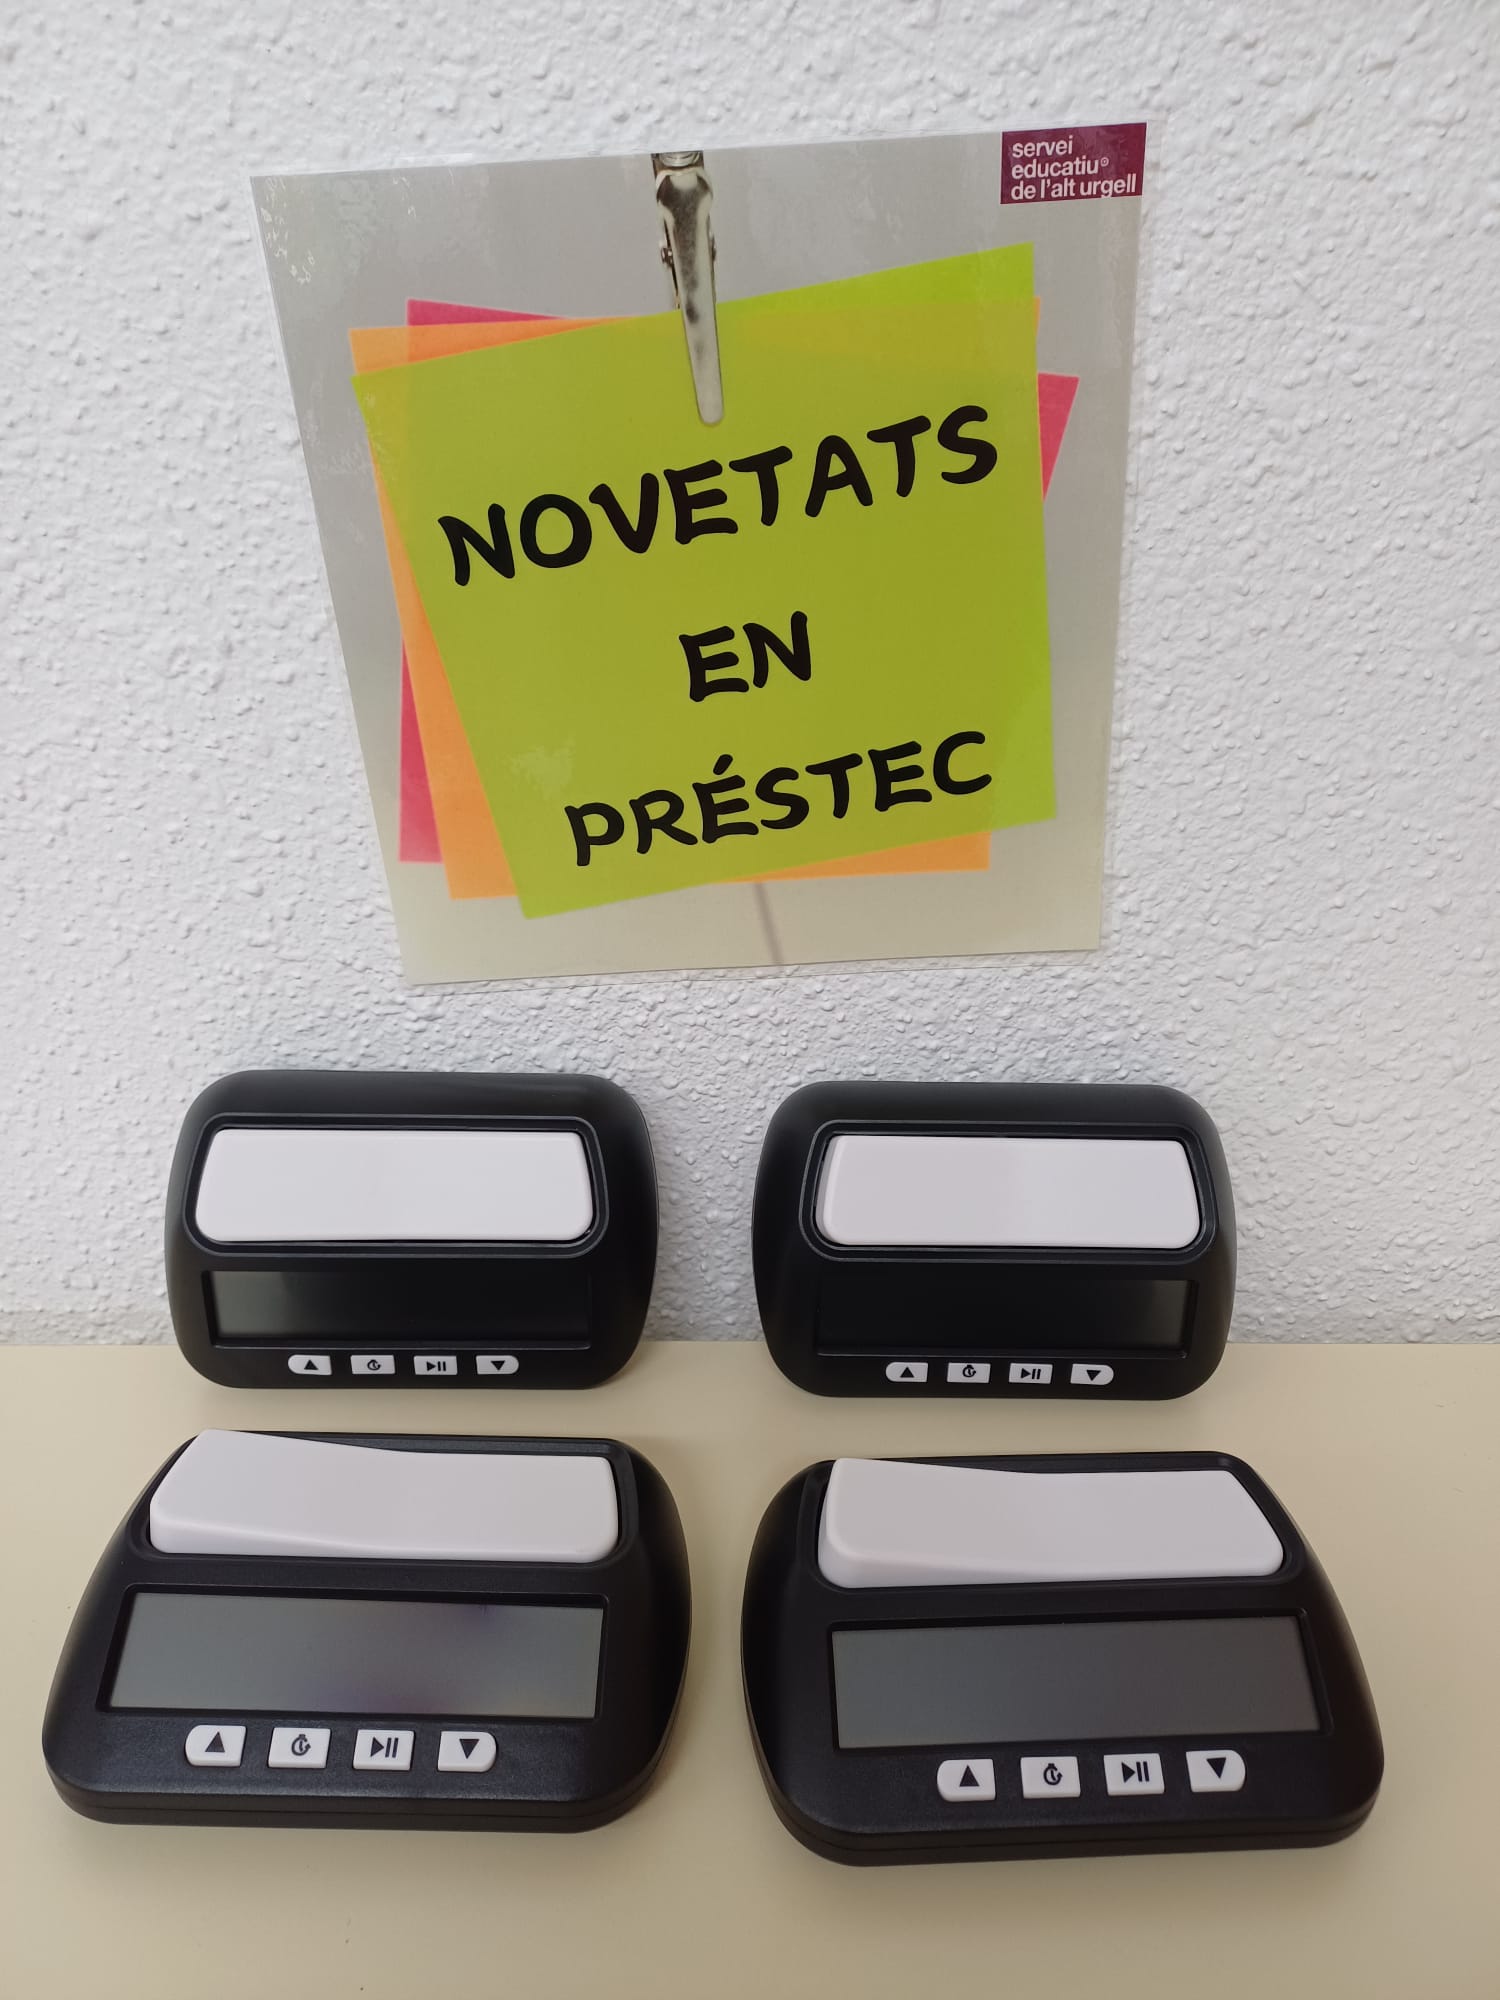 servei
educatiu®
de l'alt urgell
NOVETATS
EN
PRÉSTEC